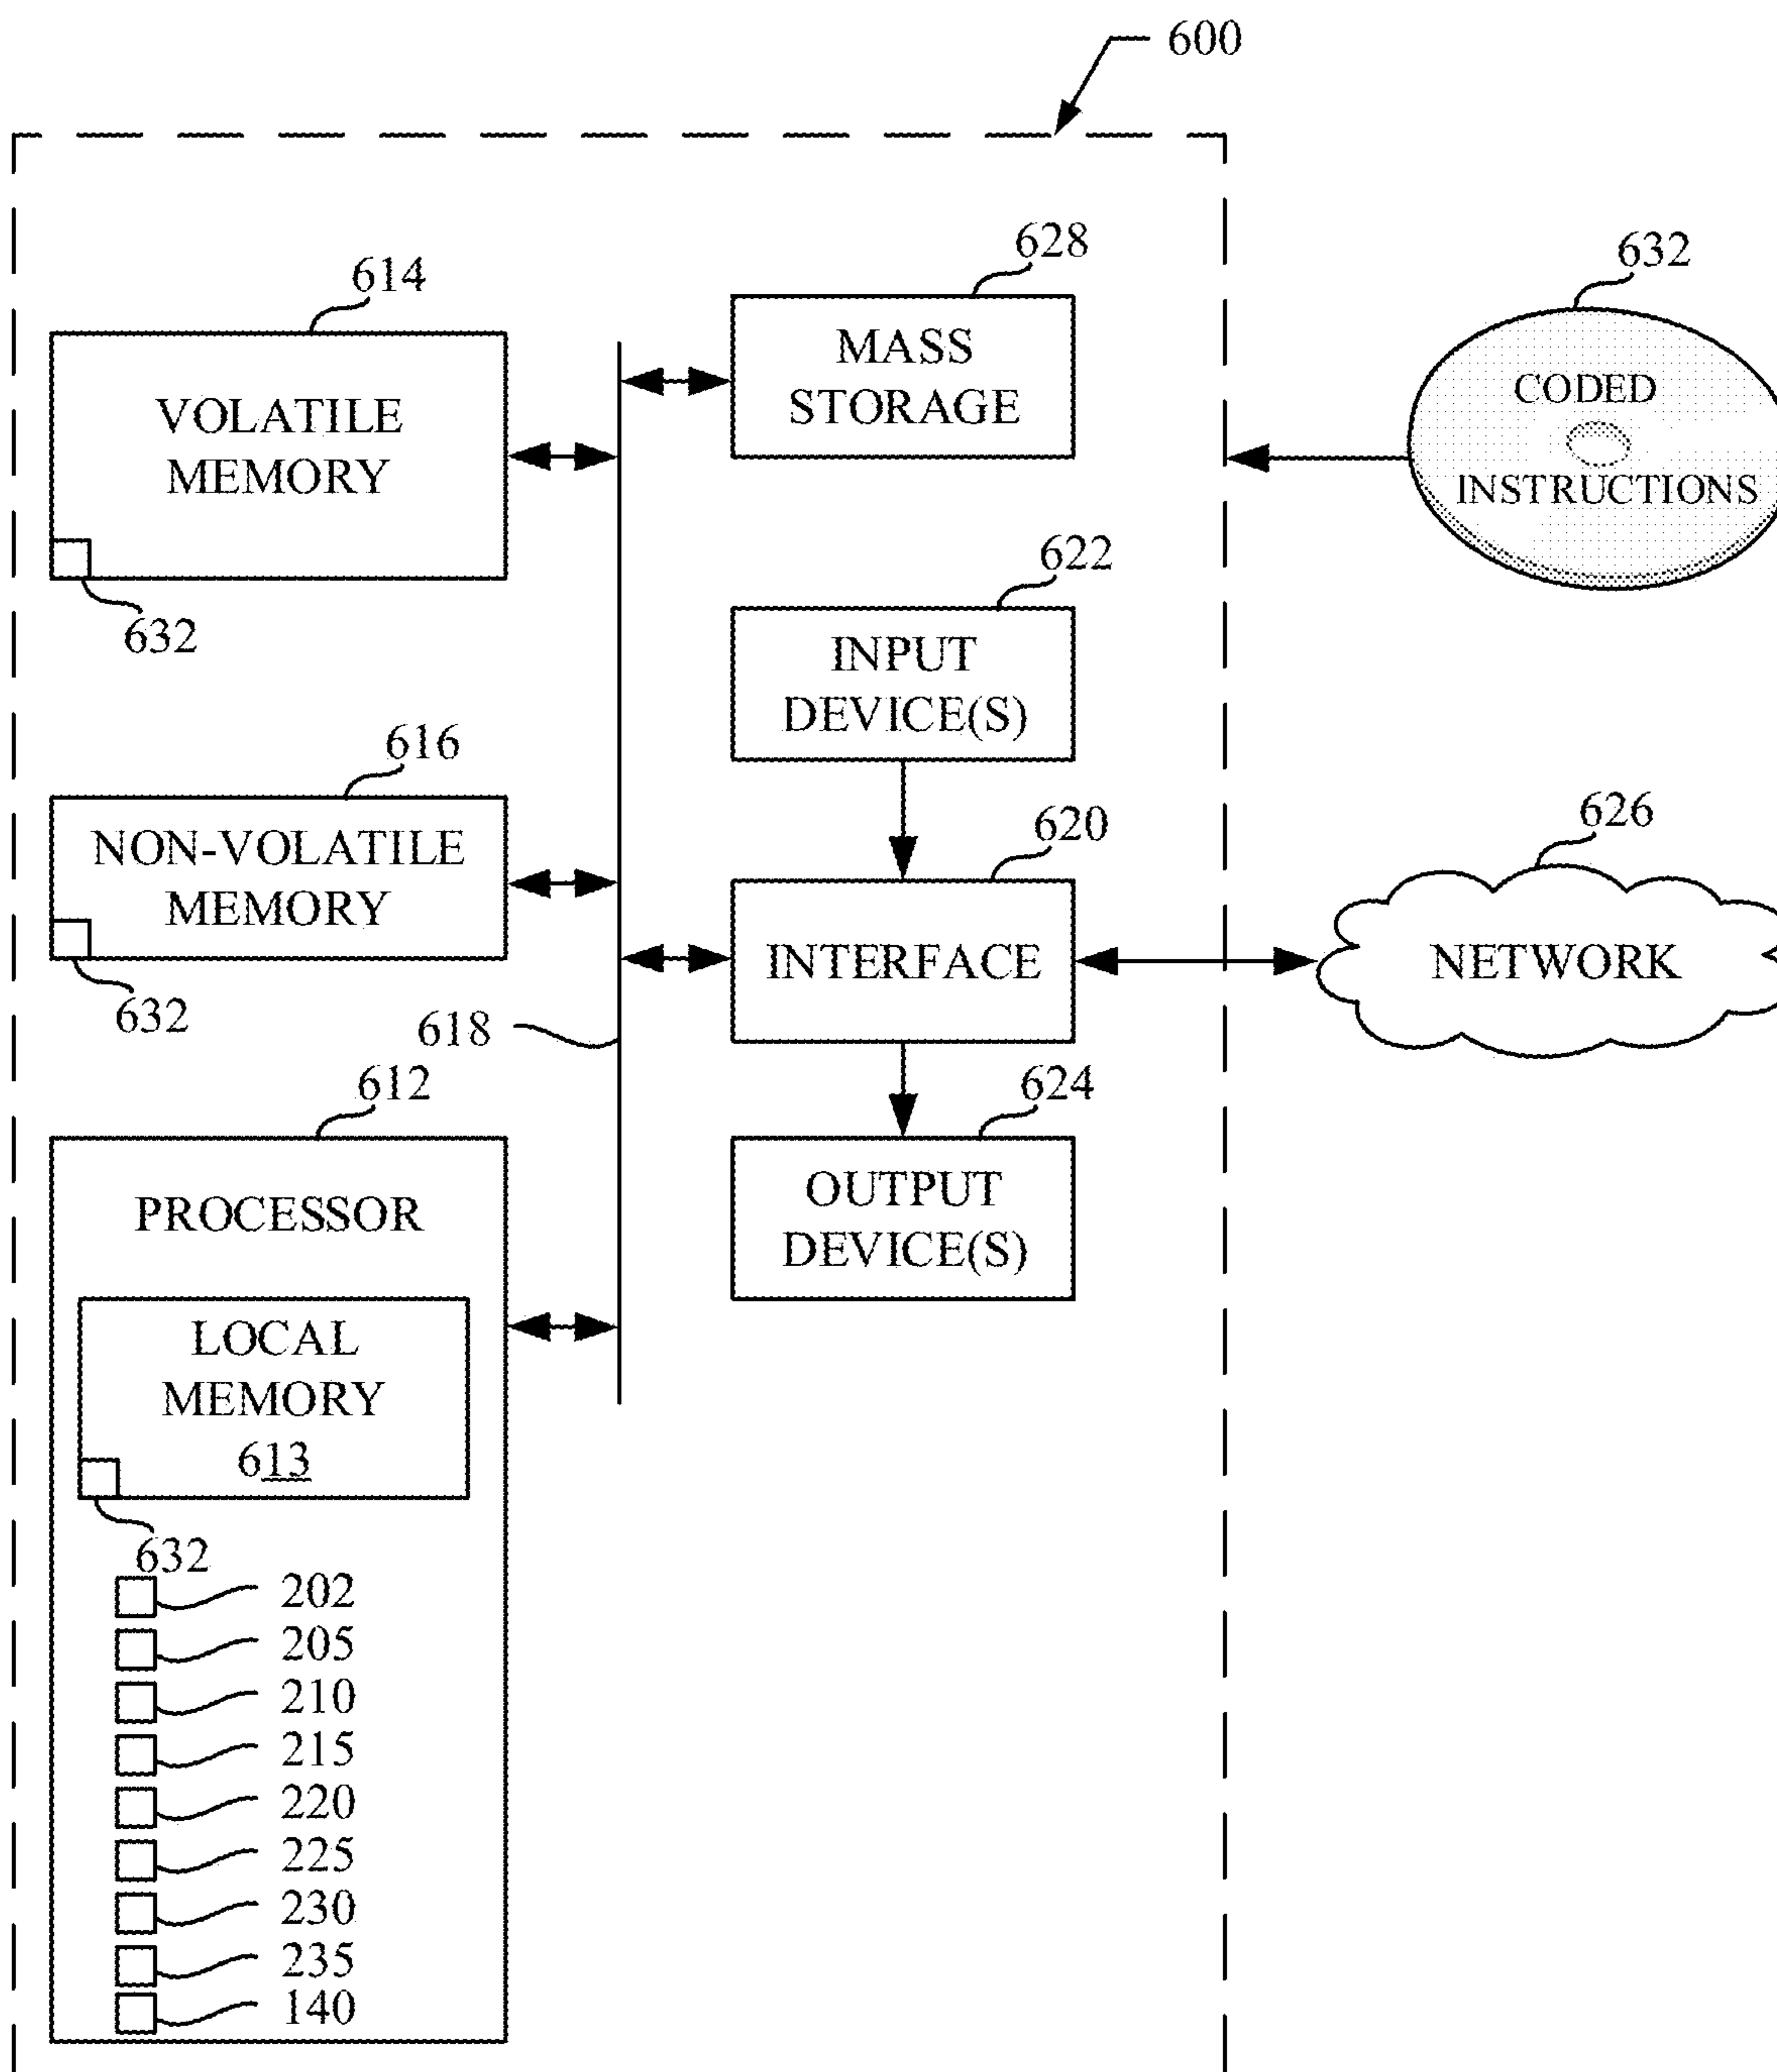 600
614
VOLATILE
MEMORY
632
628
MASS
STORAGE
632
CODED
INSTRUCTIONS
622
INPUT
DEVICE(S)
616
NON-VOLATILE
MEMORY
632
620
INTERFACE
626
NETWORK
618
612
PROCESSOR
LOCAL
MEMORY
613
632
202
205
210
215
220
225
230
235
140
624
OUTPUT
DEVICE(S)